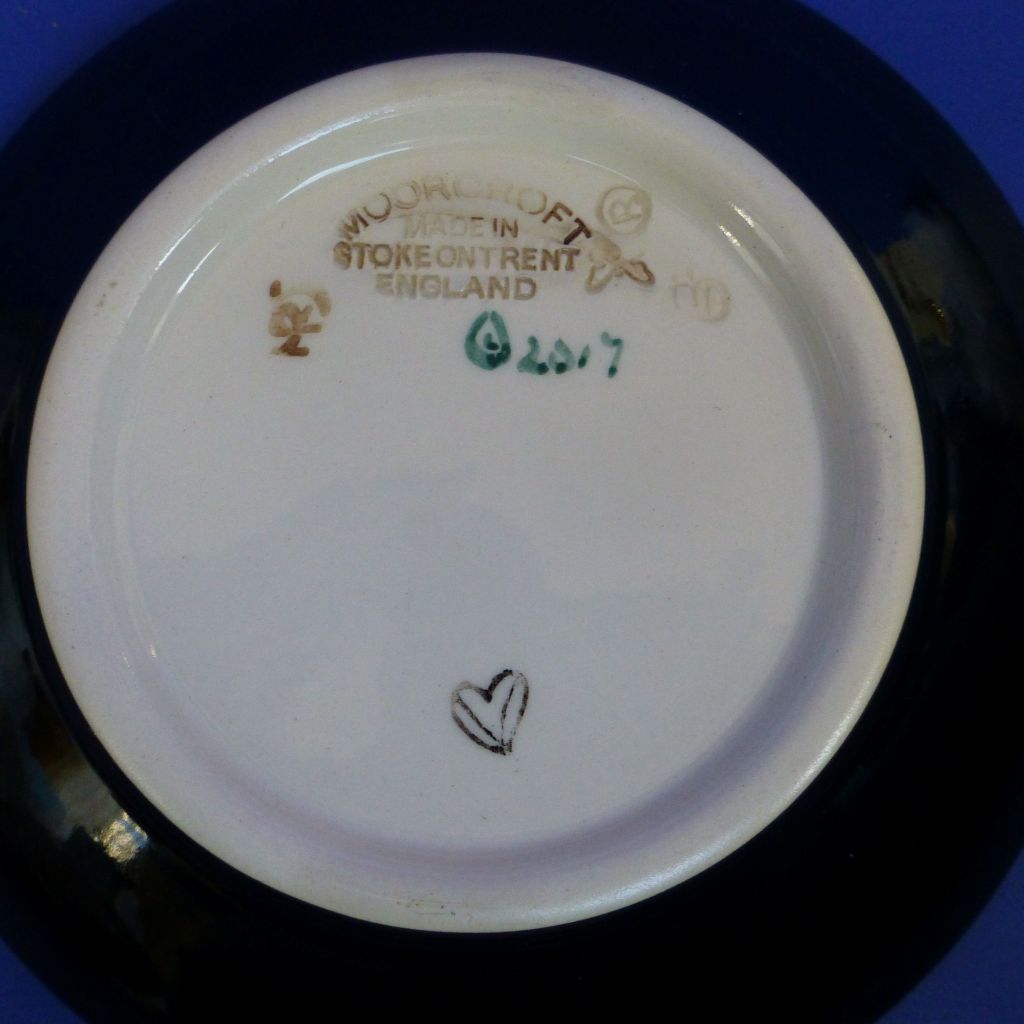 MOORCROFT ®
MADE IN
STOKE ON TRENT
ENGLAND
2017